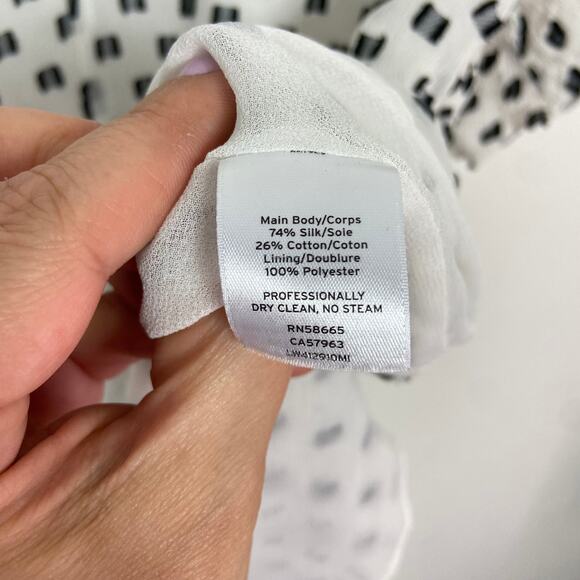 Main Body/Corps
74% Silk/Soie
26% Cotton/Coton
Lining/Doublure
100% Polyester
PROFESSIONALLY
DRY CLEAN, NO STEAM
RN58665
CA57963
LW412910MI